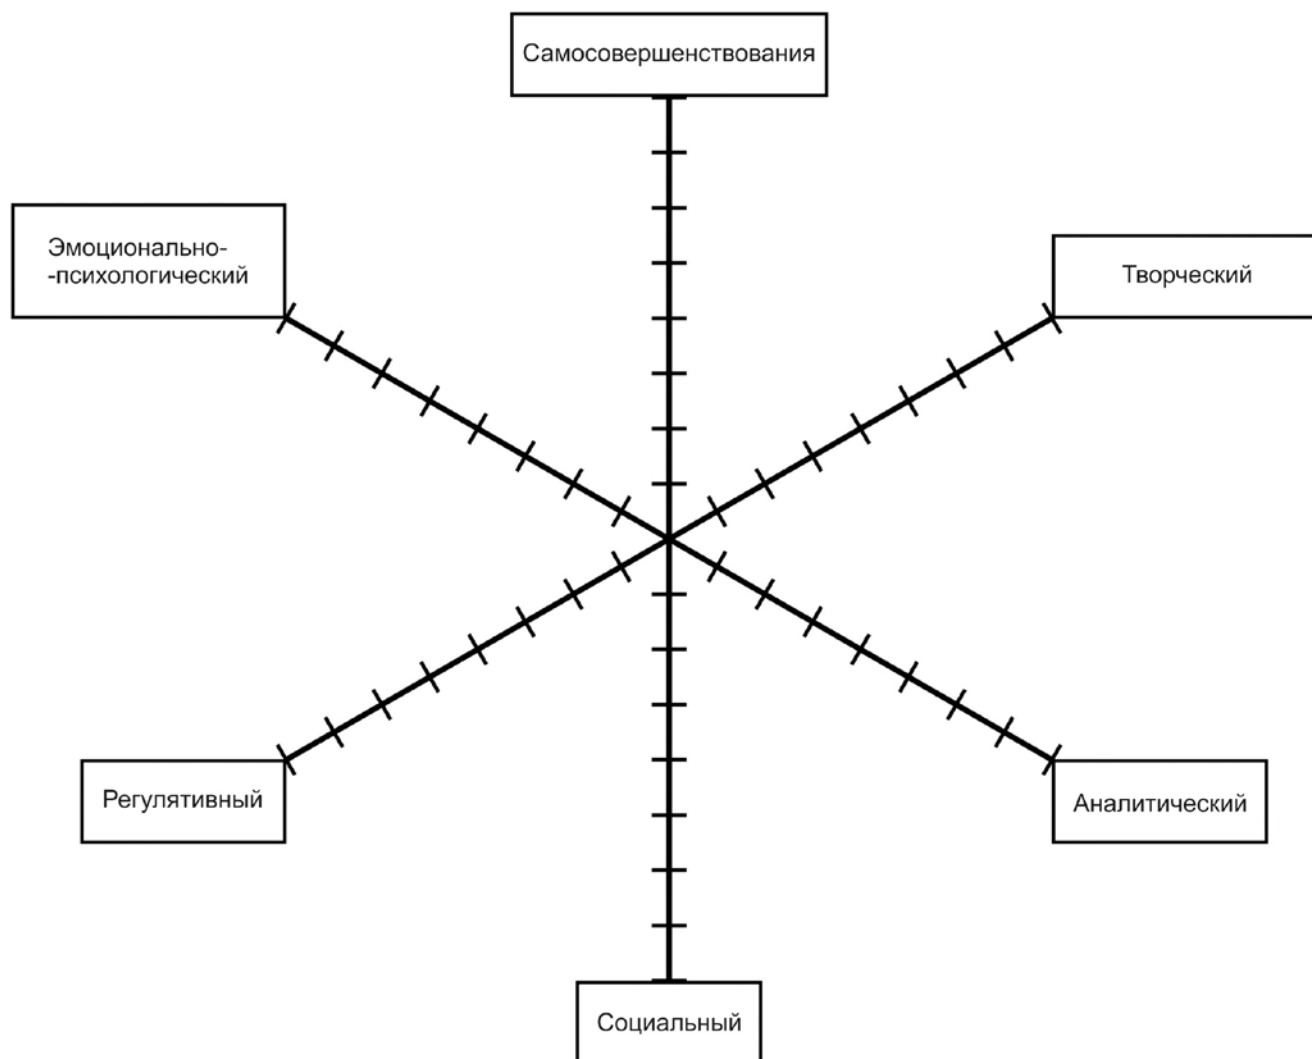 Самосовершенствования
Эмоционально-
-психологический
Творческий
Регулятивный
Аналитический
Социальный